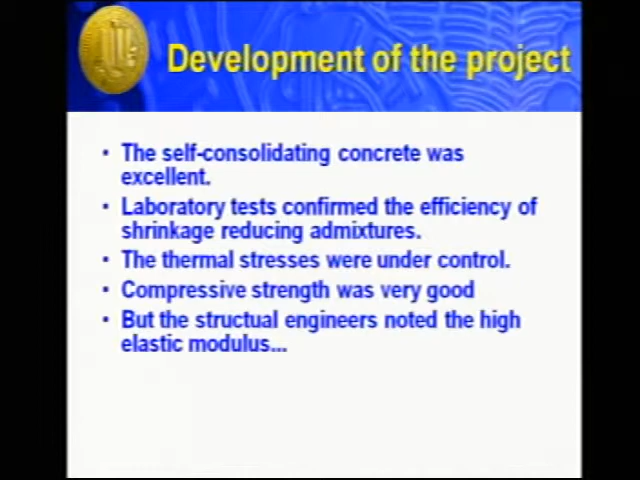 Development of the project
• The self-consolidating concrete was
excellent.
• Laboratory tests confirmed the efficiency of
shrinkage reducing admixtures.
• The thermal stresses were under control.
• Compressive strength was very good
• But the structual engineers noted the high
elastic modulus...